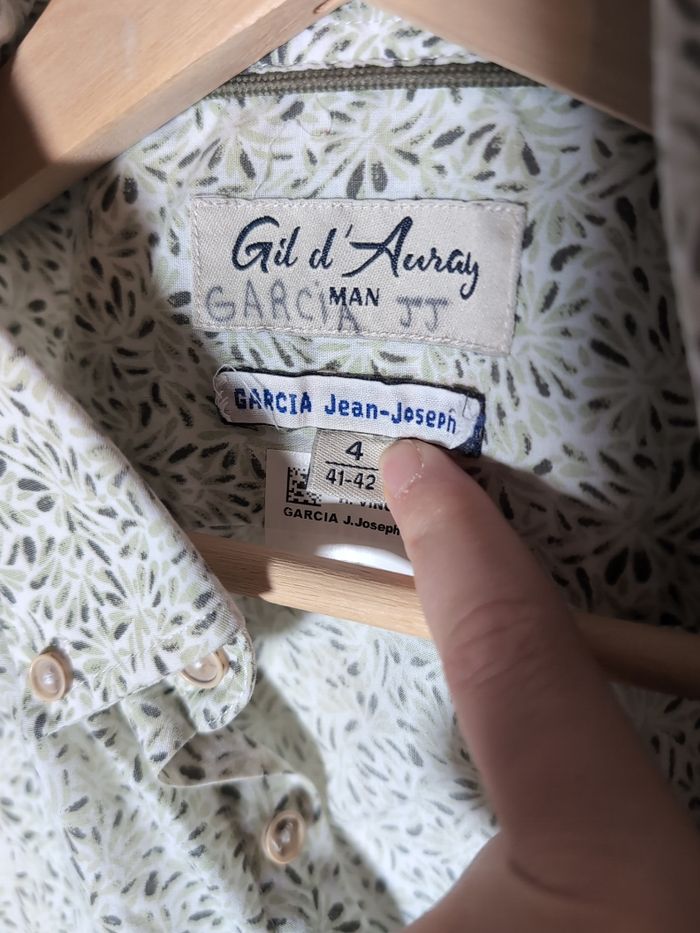 Gil d'Auray
MAN
GARCiA JJ
GARCIA Jean-Joseph
4
41-42
GARCIA J.Joseph